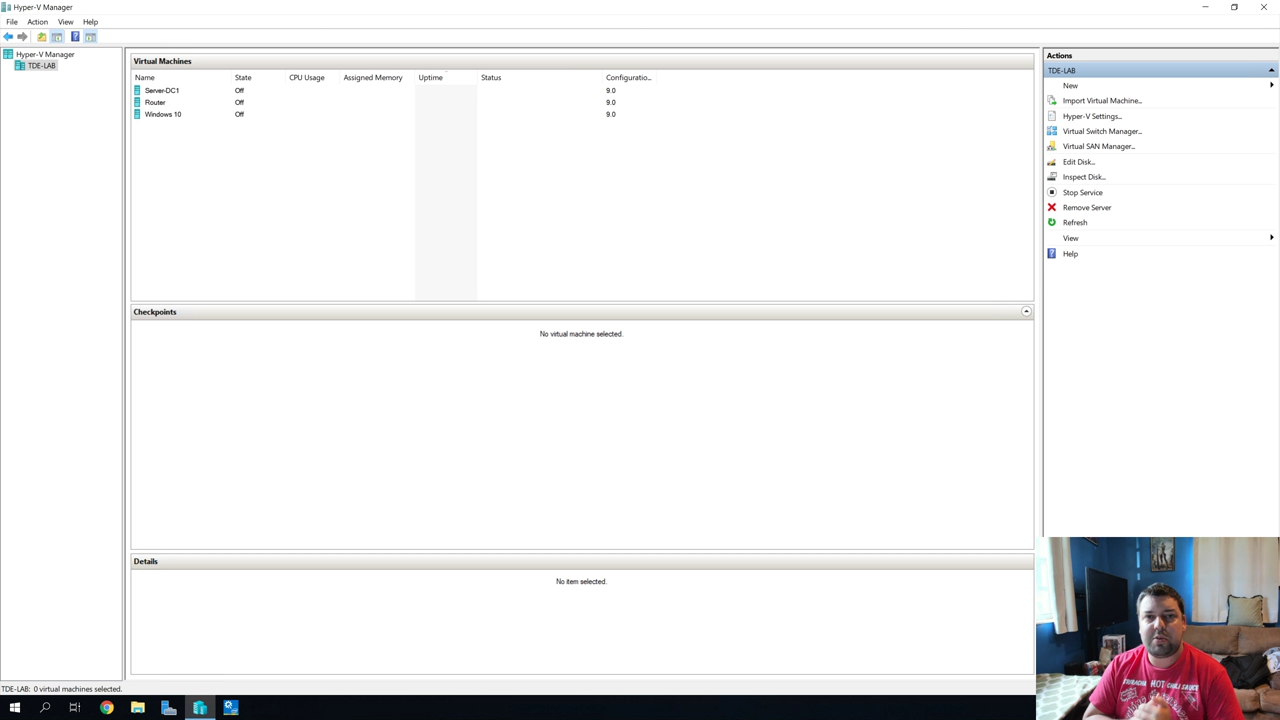 Hyper-V Manager
File Action View Help
Hyper-V Manager
TDE-LAB
Virtual Machines
Name State CPU Usage Assigned Memory Uptime Status Configuratio...
Server-DC1 Off 9.0
Router Off 9.0
Windows 10 Off 9.0
Checkpoints
No virtual machine selected.
Details
No item selected.
Actions
TDE-LAB
New
Import Virtual Machine...
Hyper-V Settings...
Virtual Switch Manager...
Virtual SAN Manager...
Edit Disk...
Inspect Disk...
Stop Service
Remove Server
Refresh
View
Help
TDE-LAB: 0 virtual machines selected.
HOT CHILI SAUCE